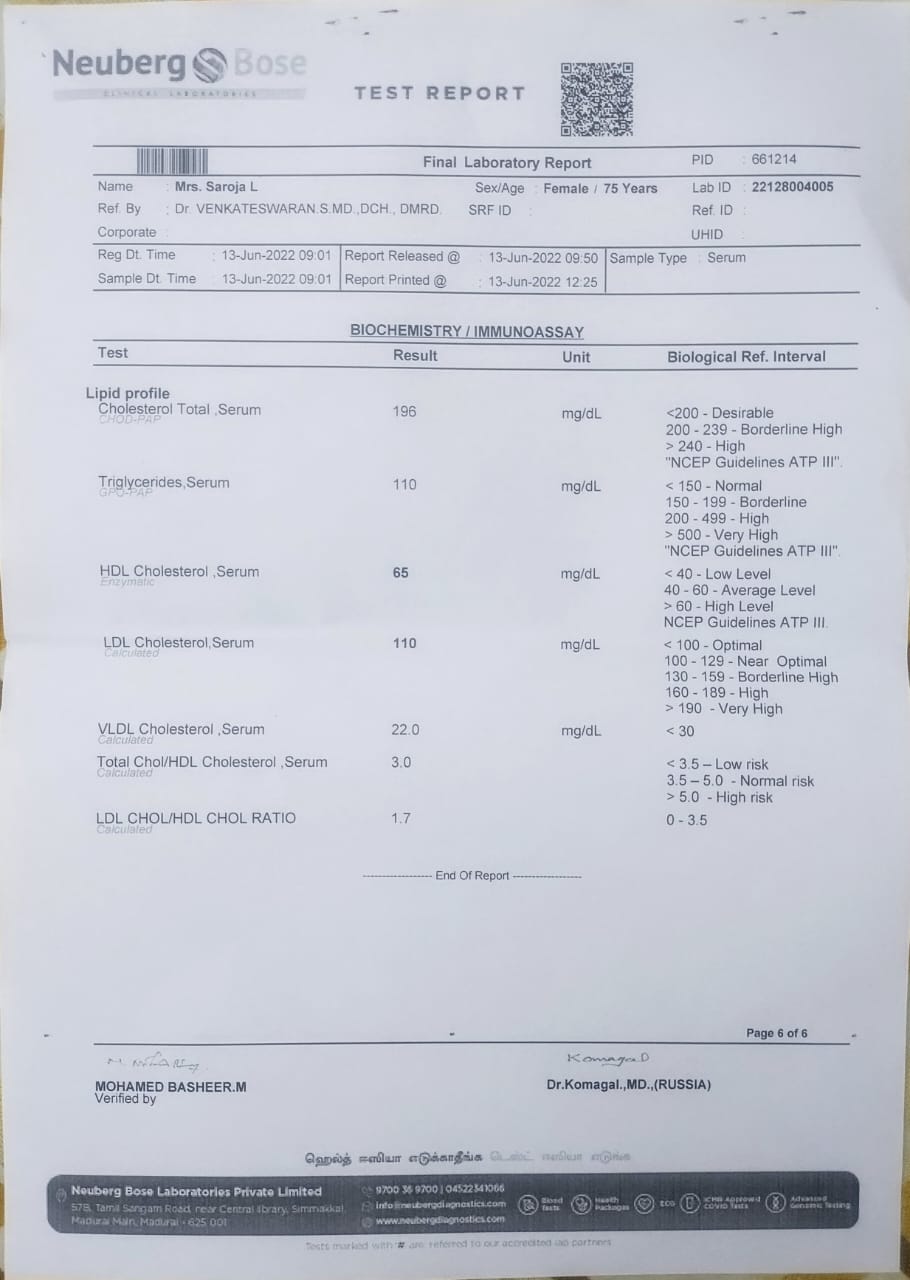 Neuberg Bose
CLINICAL LABORATORIES
TEST REPORT
Final Laboratory Report PID : 661214
Name : Mrs. Saroja L Sex/Age : Female / 75 Years Lab ID : 22128004005
Ref. By : Dr. VENKATESWARAN.S.MD.,DCH., DMRD. SRF ID : Ref. ID :
Corporate : UHID :
Reg Dt. Time : 13-Jun-2022 09:01 Report Released @ : 13-Jun-2022 09:50 Sample Type : Serum
Sample Dt. Time : 13-Jun-2022 09:01 Report Printed @ : 13-Jun-2022 12:25
BIOCHEMISTRY / IMMUNOASSAY
Test Result Unit Biological Ref. Interval
Lipid profile
Cholesterol Total ,Serum 196 mg/dL <200 - Desirable
CHOD-PAP
200 - 239 - Borderline High
> 240 - High
"NCEP Guidelines ATP III".
Triglycerides,Serum 110 mg/dL < 150 - Normal
GPO-PAP
150 - 199 - Borderline
200 - 499 - High
> 500 - Very High
"NCEP Guidelines ATP III".
HDL Cholesterol ,Serum 65 mg/dL < 40 - Low Level
Enzymatic
40 - 60 - Average Level
> 60 - High Level
NCEP Guidelines ATP III.
LDL Cholesterol,Serum 110 mg/dL < 100 - Optimal
Calculated
100 - 129 - Near Optimal
130 - 159 - Borderline High
160 - 189 - High
> 190 - Very High
VLDL Cholesterol ,Serum 22.0 mg/dL < 30
Calculated
Total Chol/HDL Cholesterol ,Serum 3.0 < 3.5 – Low risk
Calculated
3.5 – 5.0 - Normal risk
> 5.0 - High risk
LDL CHOL/HDL CHOL RATIO 1.7 0 - 3.5
Calculated
------------------ End Of Report ------------------
Page 6 of 6
Komagal D
MOHAMED BASHEER.M Dr.Komagal.,MD.,(RUSSIA)
Verified by
ஹெல்த் ஈஸியா எடுக்காதீங்க டெஸ்ட் ஈஸியா எடுங்க
Neuberg Bose Laboratories Private Limited
57B, Tamil Sangam Road, near Central library, Simmakkal,
Madurai Main, Madurai - 625 001
9700 36 9700 | 04522341066
info@neubergdiagnostics.com
www.neubergdiagnostics.com
Blood Tests
Health Packages
ECG
ICMR Approved COVID Tests
Advanced Genomic Testing
Tests marked with '#' are referred to our accredited lab partners